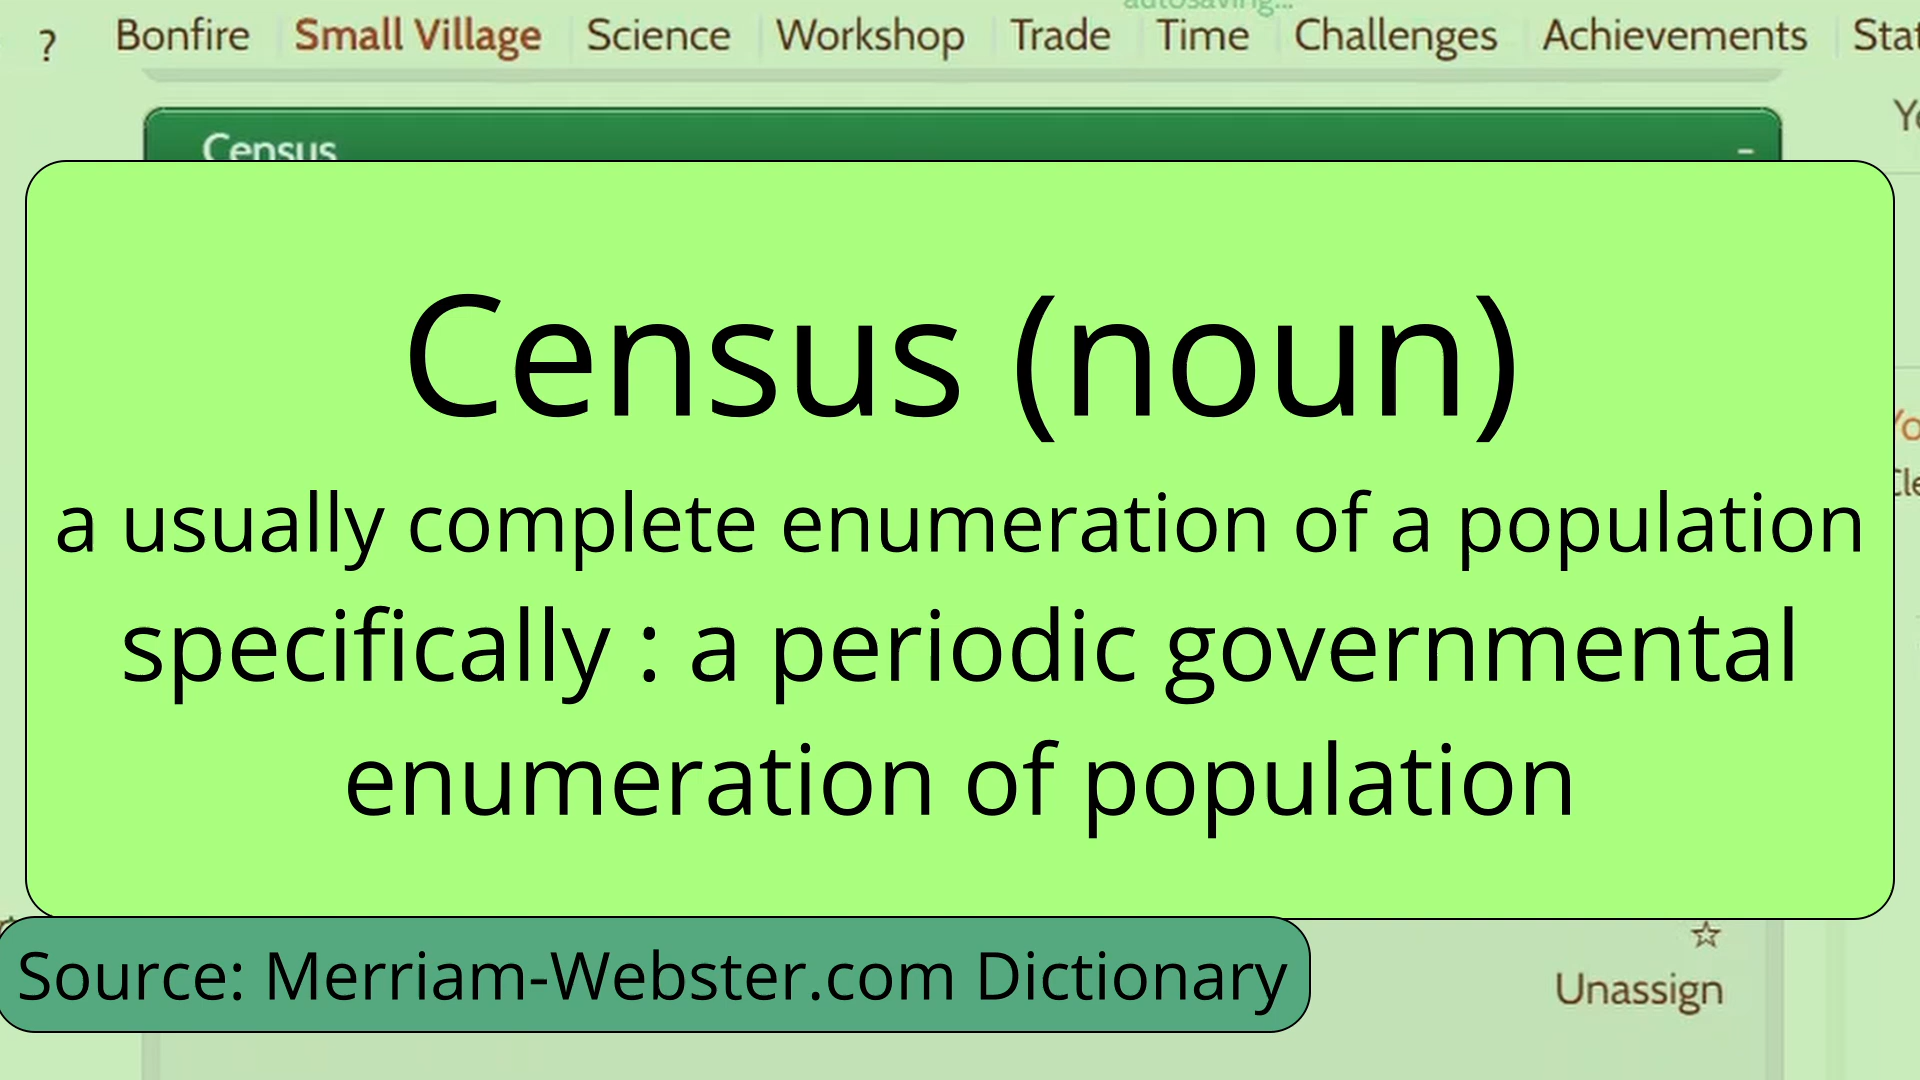 autosaving...
? Bonfire Small Village Science Workshop Trade Time Challenges Achievements
Census -
Census (noun)
a usually complete enumeration of a population
specifically : a periodic governmental
enumeration of population
☆
Source: Merriam-Webster.com Dictionary
Unassign